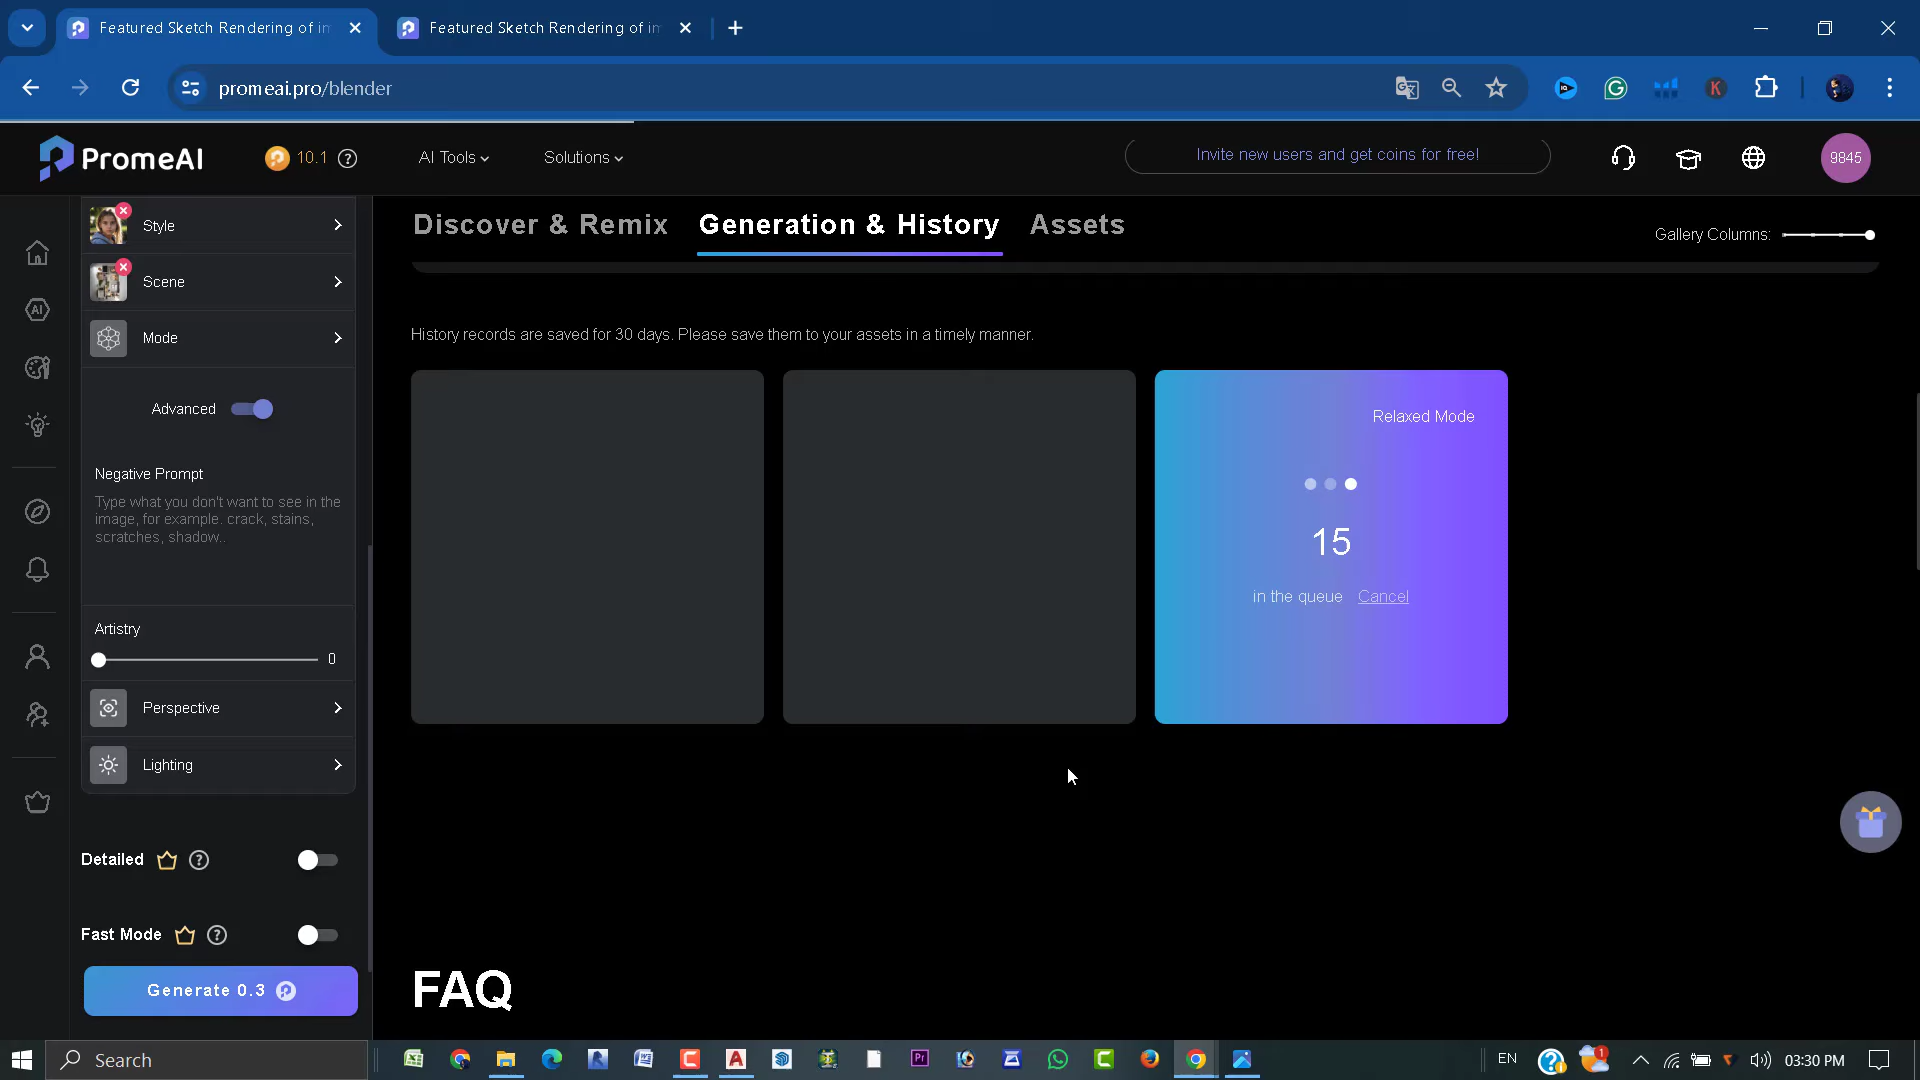 Featured Sketch Rendering of in
Featured Sketch Rendering of in
promeai.pro/blender
PromeAI
10.1
AI Tools
Solutions
Invite new users and get coins for free!
9845
Style
Scene
Mode
Advanced
Negative Prompt
Type what you don't want to see in the
image, for example. crack, stains,
scratches, shadow..
Artistry
0
Perspective
Lighting
Detailed
Fast Mode
Generate 0.3
Discover & Remix
Generation & History
Assets
Gallery Columns:
History records are saved for 30 days. Please save them to your assets in a timely manner.
Relaxed Mode
15
in the queue Cancel
FAQ
Search
EN
03:30 PM